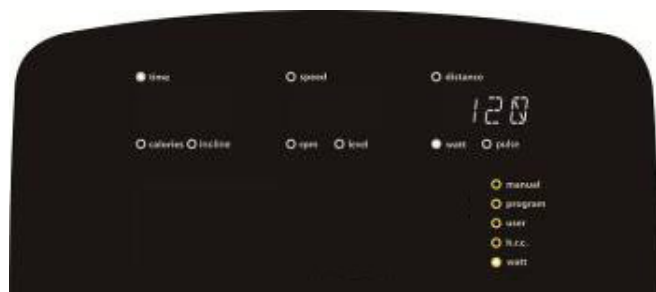 time speed distance
120
calories incline rpm level watt pulse
manual
program
user
h.r.c.
watt